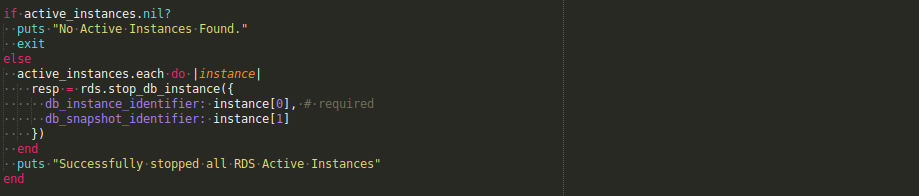 if active_instances.nil?
  puts "No Active Instances Found."
  exit
else
  active_instances.each do |instance|
    resp = rds.stop_db_instance({
      db_instance_identifier: instance[0], # required
      db_snapshot_identifier: instance[1]
    })
  end
  puts "Successfully stopped all RDS Active Instances"
end